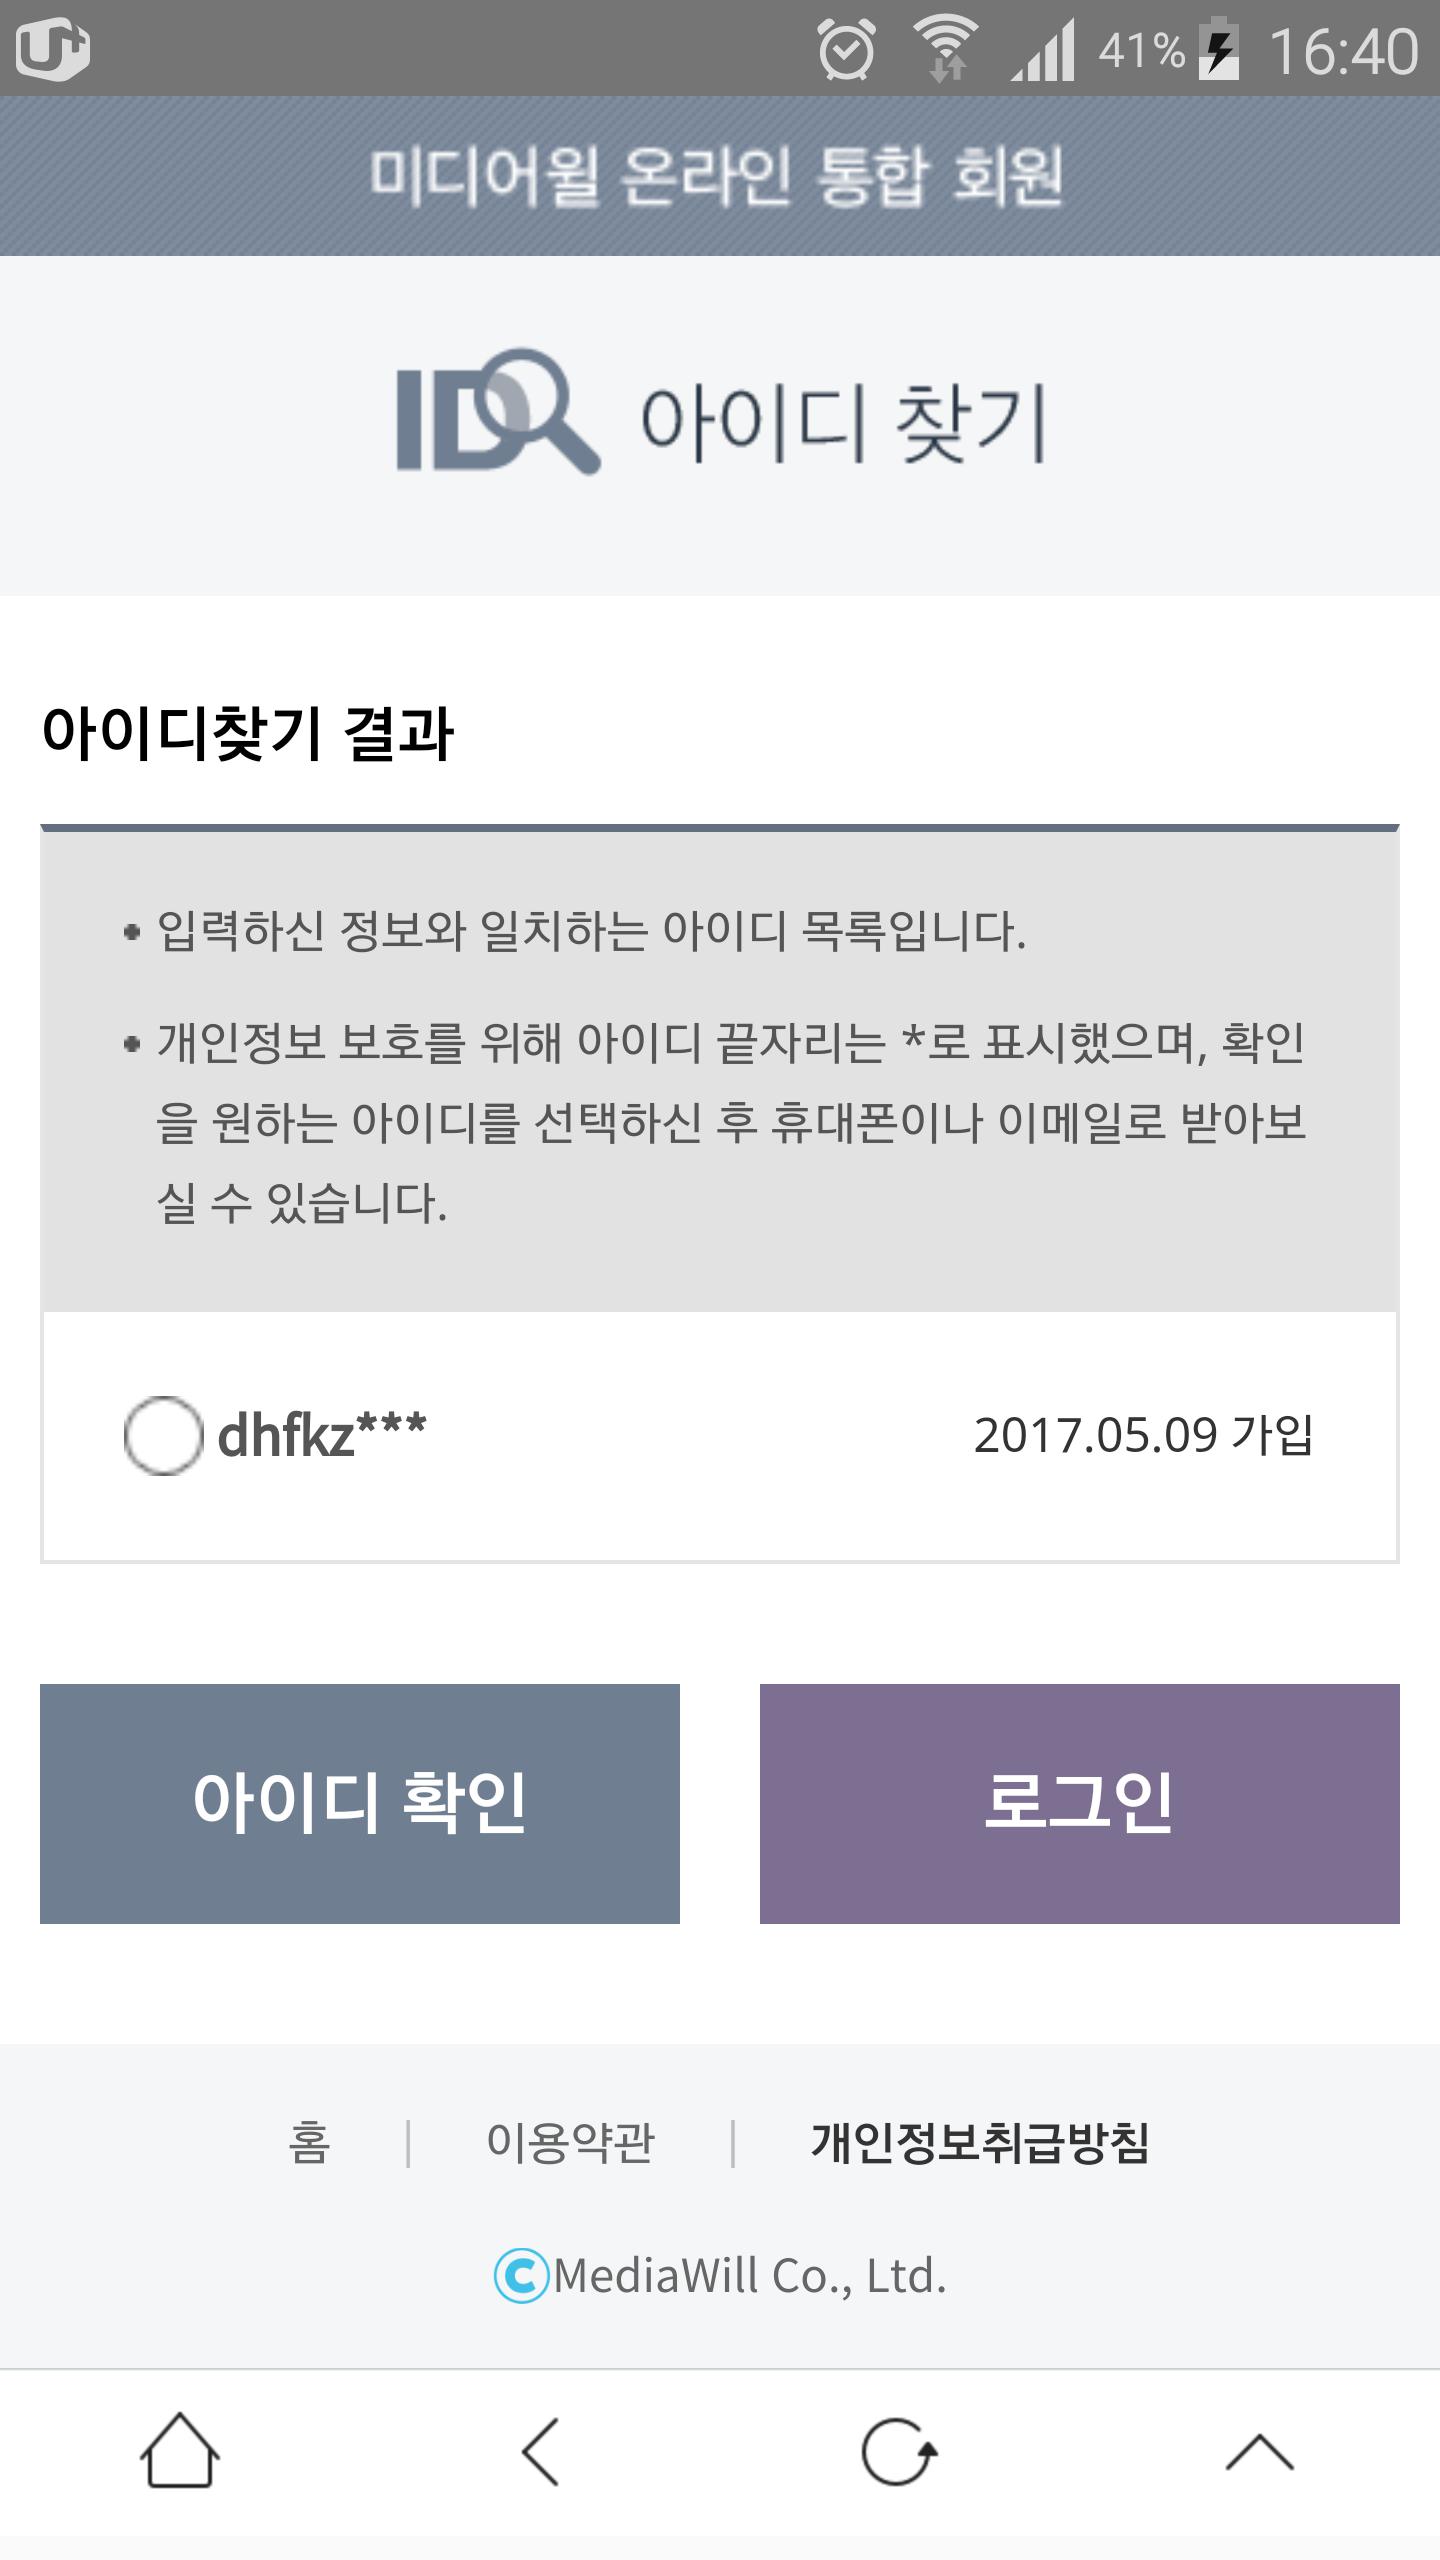 41% 16:40
미디어윌 온라인 통합 회원
ID 아이디 찾기
아이디찾기 결과
입력하신 정보와 일치하는 아이디 목록입니다.
개인정보 보호를 위해 아이디 끝자리는 *로 표시했으며, 확인
을 원하는 아이디를 선택하신 후 휴대폰이나 이메일로 받아보
실 수 있습니다.
dhfkz*** 2017.05.09 가입
아이디 확인 로그인
홈 | 이용약관 | 개인정보취급방침
©MediaWill Co., Ltd.